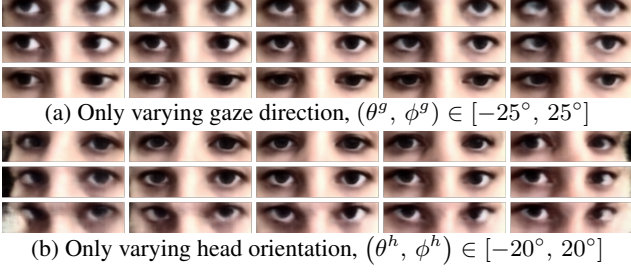 (a) Only varying gaze direction, (θ^g, ϕ^g) ∈ [−25°, 25°]
(b) Only varying head orientation, (θ^h, ϕ^h) ∈ [−20°, 20°]